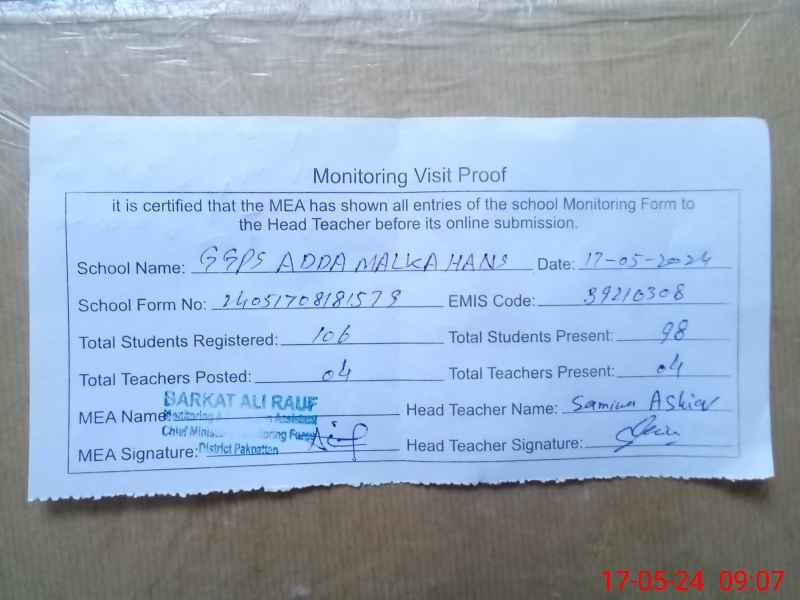 Monitoring Visit Proof
it is certified that the MEA has shown all entries of the school Monitoring Form to
the Head Teacher before its online submission.
School Name: GGPS ADDA MALKA HANS Date: 17-05-2024
School Form No: 24051708181579 EMIS Code: 39210308
Total Students Registered: 106 Total Students Present: 98
Total Teachers Posted: 04 Total Teachers Present: 04
MEA Name: BARKAT ALI RAUF Head Teacher Name: Samina
Monitoring Assistant
Chief
MEA Signature: District Pakpattan Head Teacher Signature:
17-05-24 09:07